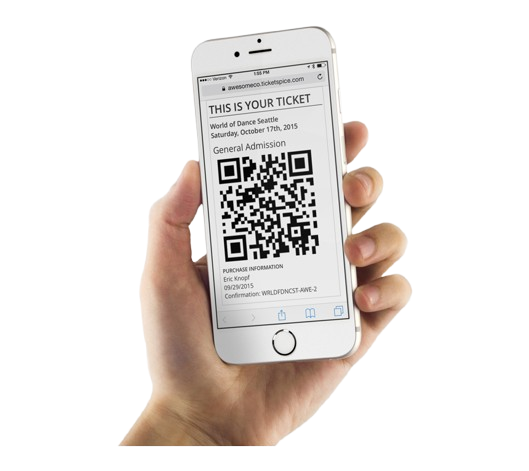 Verizon 1:55 PM
awesomeco.ticketspice.com
THIS IS YOUR TICKET
World of Dance Seattle
Saturday, October 17th, 2015
General Admission
PURCHASE INFORMATION
Eric Knopf
09/29/2015
Confirmation: WRLDFDNCST-AWE-2